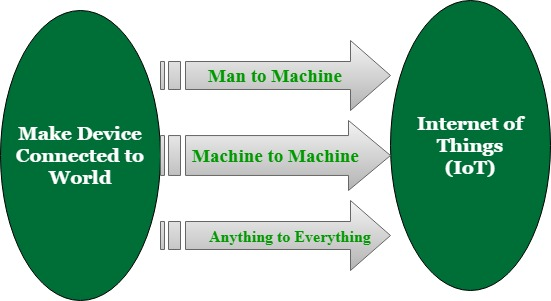 Make Device
Connected to
World
Man to Machine
Machine to Machine
Anything to Everything
Internet of
Things
(IoT)